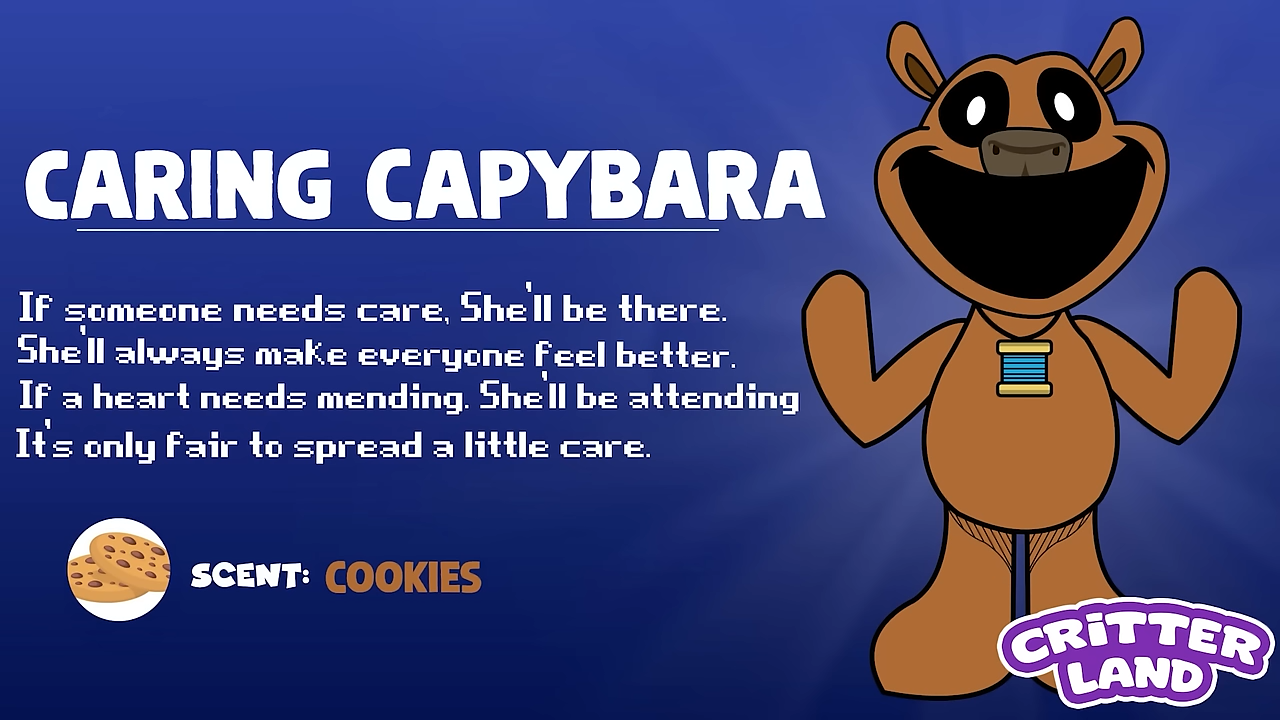 CARING CAPYBARA
If someone needs care, She'll be there.
She'll always make everyone feel better.
If a heart needs mending. She'll be attending
It's only fair to spread a little care.
SCENT: COOKIES
CRiTTER
LAND